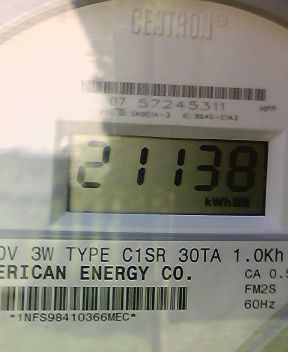 CENTRON®
07 57245311 MPP
21138
kWh
0V 3W TYPE C1SR 30TA 1.0Kh
ERICAN ENERGY CO.
CA 0.5
FM2S
60Hz
*1NFS98410366MEC*